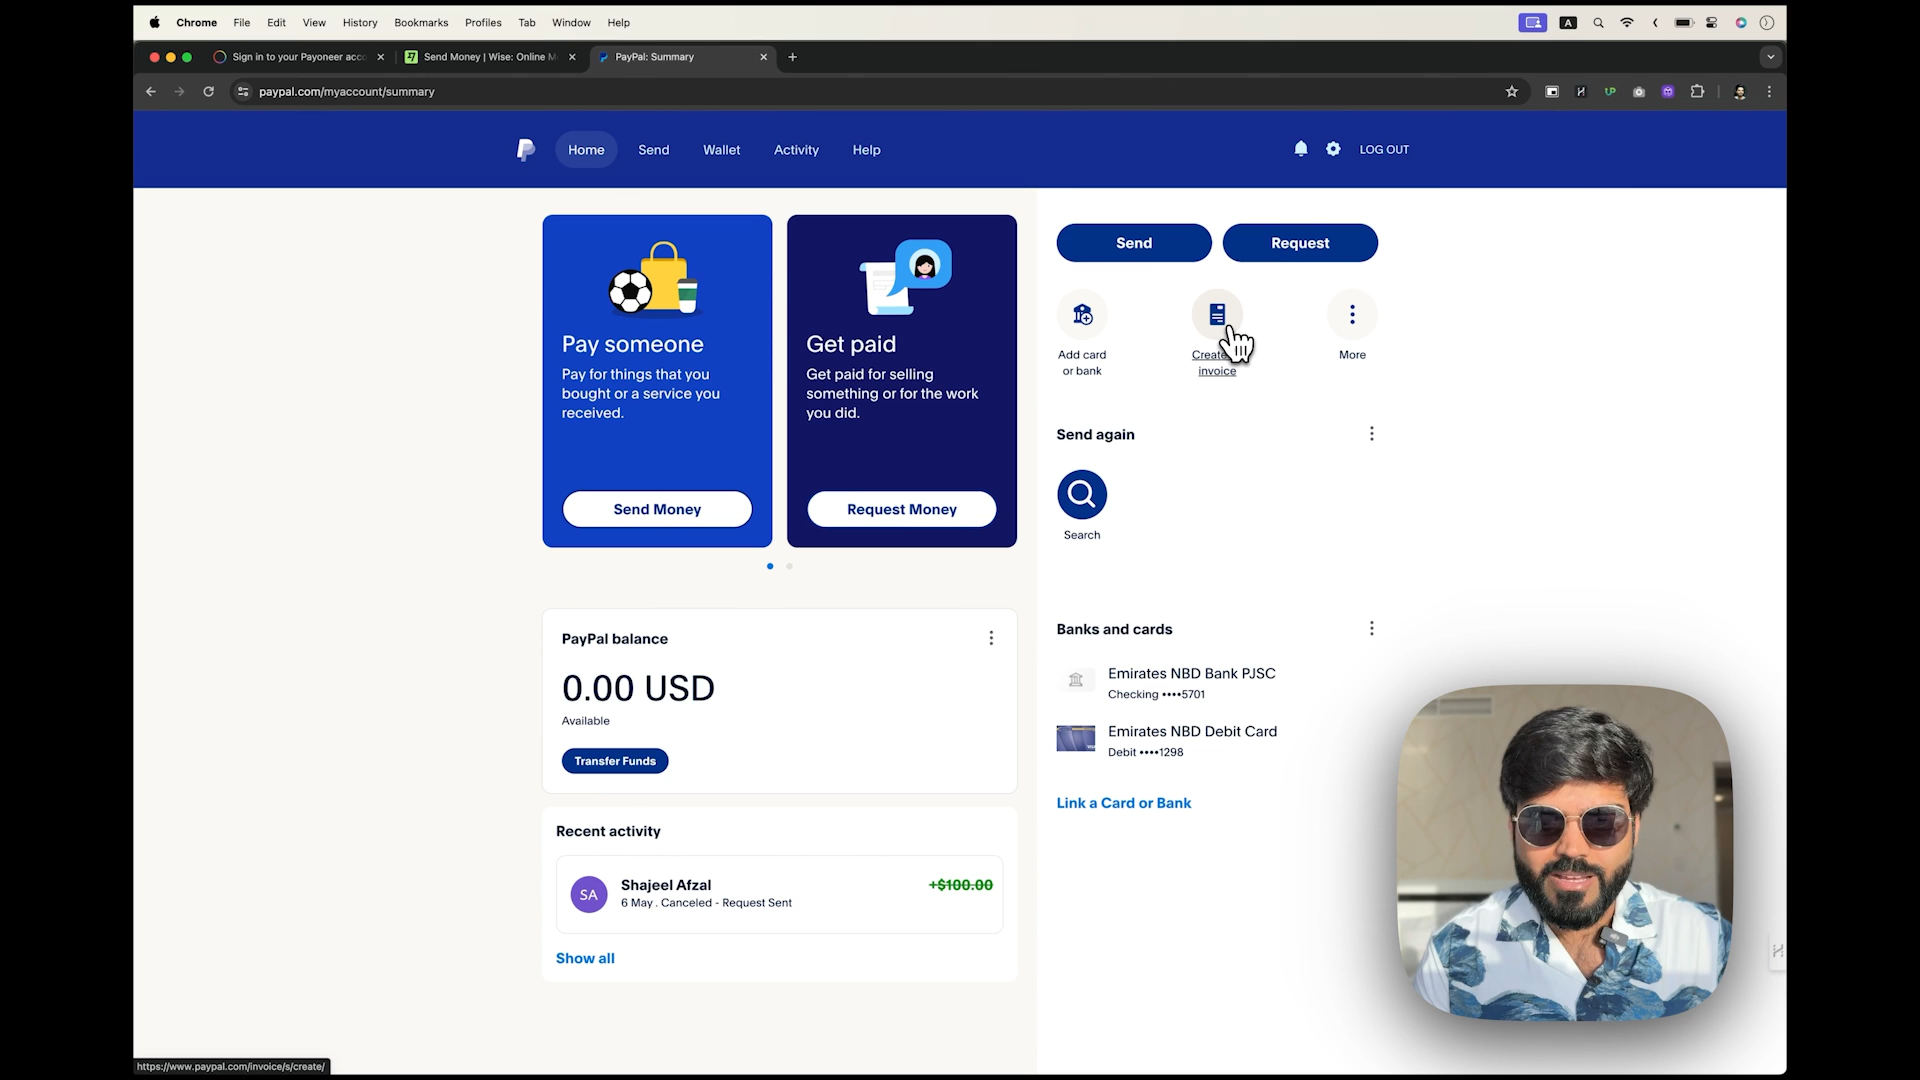 Chrome File Edit View History Bookmarks Profiles Tab Window Help
A
Sign in to your Payoneer acco
Send Money | Wise: Online M
PayPal: Summary
paypal.com/myaccount/summary
UP
Home Send Wallet Activity Help
LOG OUT
Pay someone
Pay for things that you
bought or a service you
received.
Send Money
Get paid
Get paid for selling
something or for the work
you did.
Request Money
PayPal balance
0.00 USD
Available
Transfer Funds
Recent activity
SA
Shajeel Afzal
+$100.00
6 May . Canceled - Request Sent
Show all
Send
Request
Add card
or bank
Create
invoice
More
Send again
Search
Banks and cards
Emirates NBD Bank PJSC
Checking ••••5701
Emirates NBD Debit Card
Debit ••••1298
Link a Card or Bank
https://www.paypal.com/invoice/s/create/